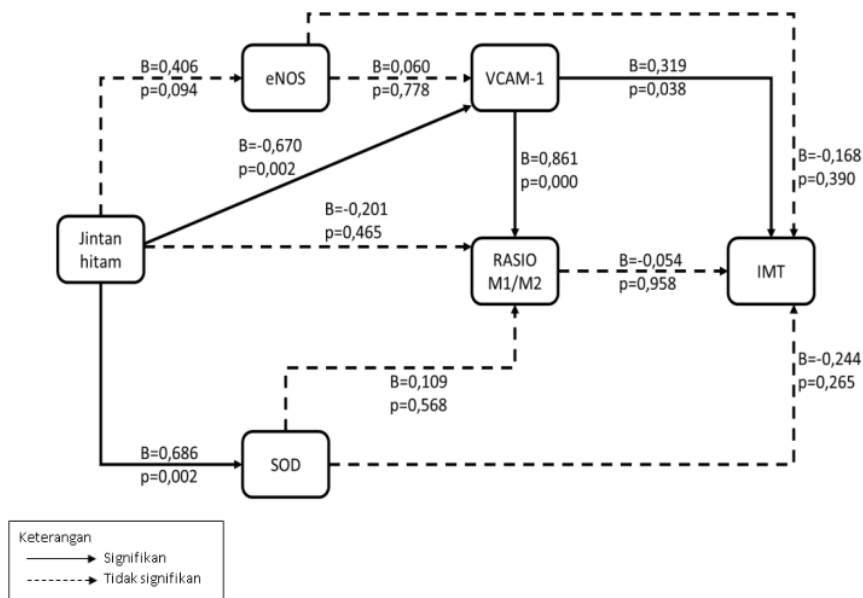 B=0,406
p=0,094
eNOS
B=0,060
p=0,778
VCAM-1
B=0,319
p=0,038
B=-0,670
p=0,002
B=0,861
p=0,000
B=-0,168
p=0,390
Jintan
hitam
B=-0,201
p=0,465
RASIO
M1/M2
B=-0,054
p=0,958
IMT
B=0,109
p=0,568
B=-0,244
p=0,265
B=0,686
p=0,002
SOD
Keterangan
Signifikan
Tidak signifikan